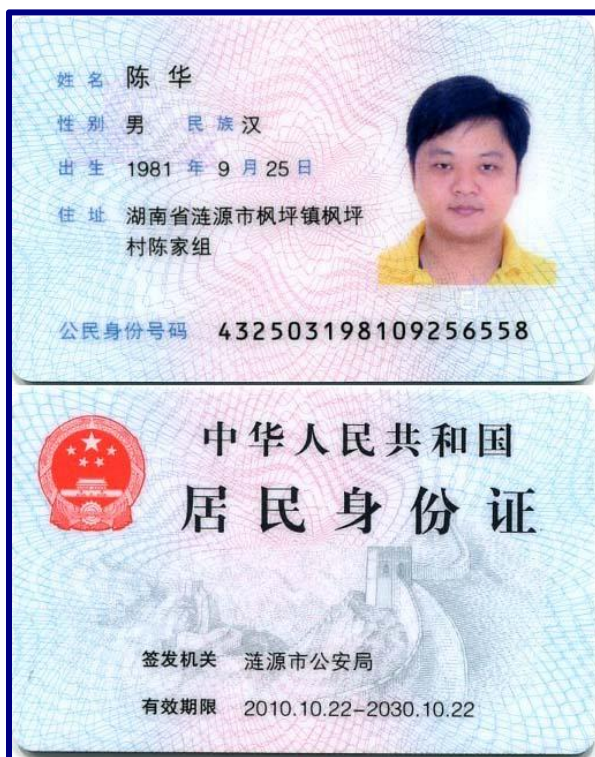 姓名 陈华
性别 男 民族 汉
出生 1981 年 9 月 25 日
住址 湖南省涟源市枫坪镇枫坪
村陈家组
公民身份号码 432503198109256558
中华人民共和国
居民身份证
签发机关 涟源市公安局
有效期限 2010.10.22-2030.10.22